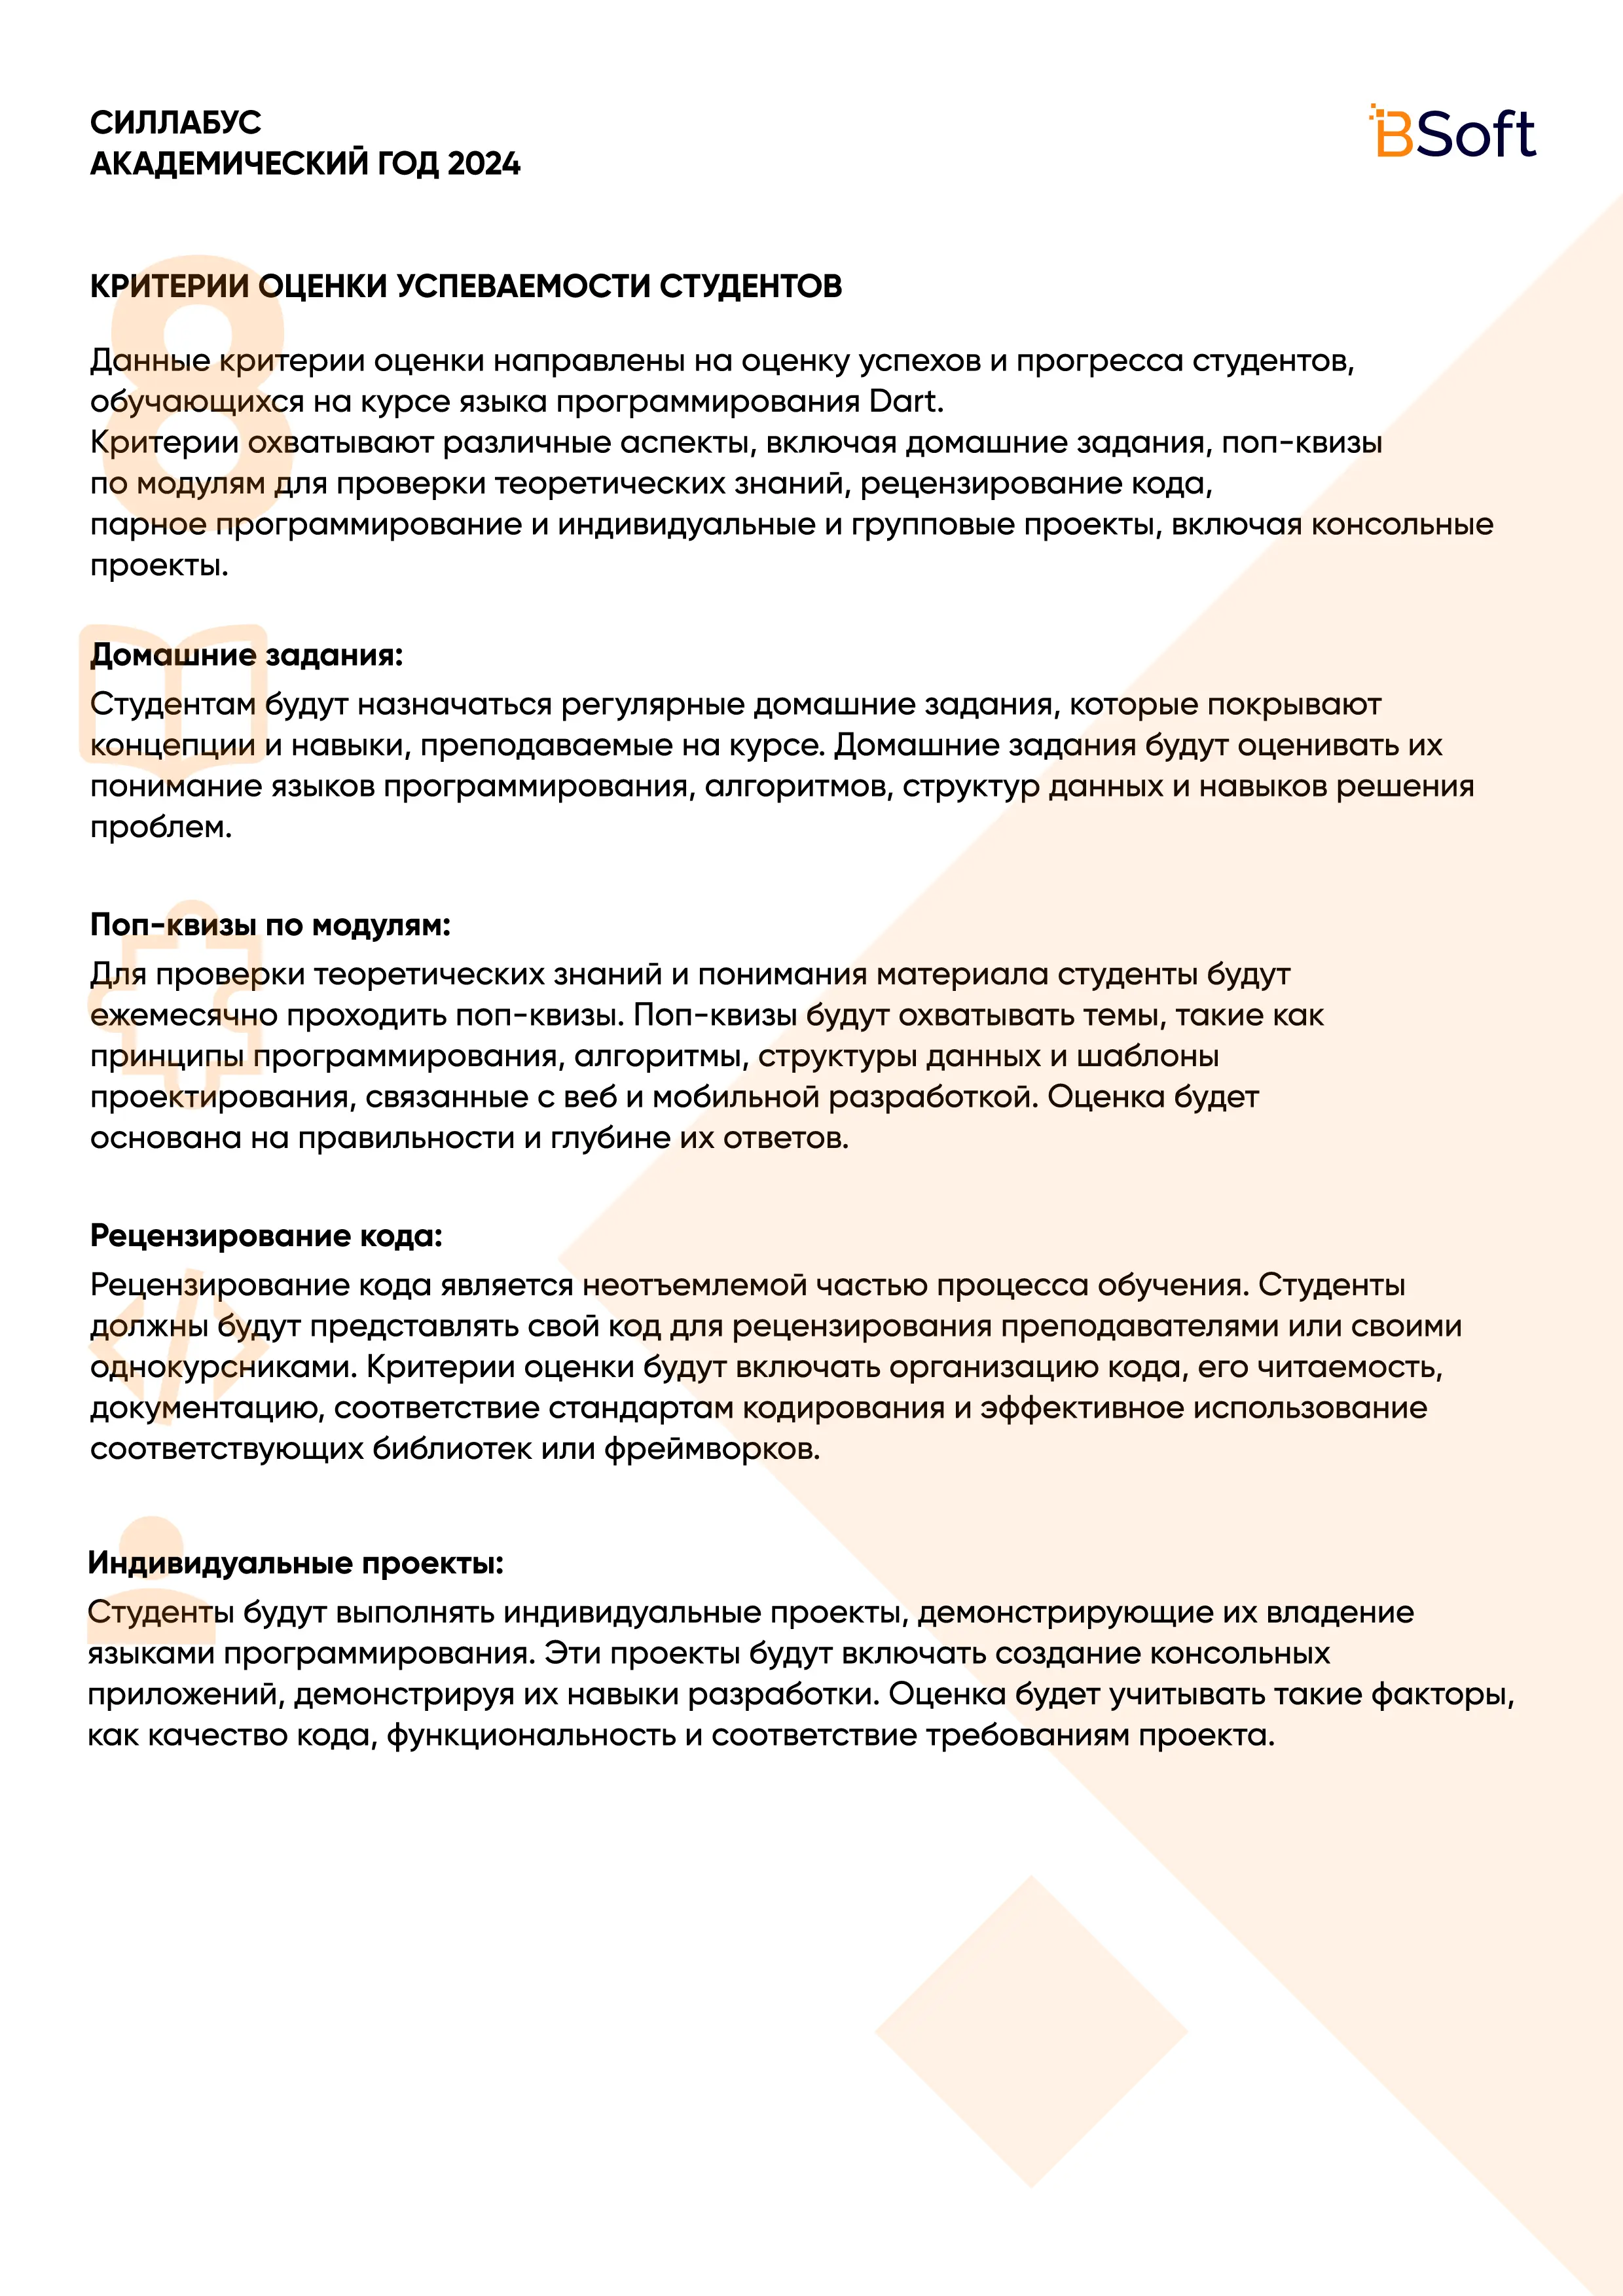 СИЛЛАБУС
АКАДЕМИЧЕСКИЙ ГОД 2024
BSoft
8
КРИТЕРИИ ОЦЕНКИ УСПЕВАЕМОСТИ СТУДЕНТОВ
Данные критерии оценки направлены на оценку успехов и прогресса студентов,
обучающихся на курсе языка программирования Dart.
Критерии охватывают различные аспекты, включая домашние задания, поп-квизы
по модулям для проверки теоретических знаний, рецензирование кода,
парное программирование и индивидуальные и групповые проекты, включая консольные
проекты.
Домашние задания:
Студентам будут назначаться регулярные домашние задания, которые покрывают
концепции и навыки, преподаваемые на курсе. Домашние задания будут оценивать их
понимание языков программирования, алгоритмов, структур данных и навыков решения
проблем.
Поп-квизы по модулям:
Для проверки теоретических знаний и понимания материала студенты будут
ежемесячно проходить поп-квизы. Поп-квизы будут охватывать темы, такие как
принципы программирования, алгоритмы, структуры данных и шаблоны
проектирования, связанные с веб и мобильной разработкой. Оценка будет
основана на правильности и глубине их ответов.
Рецензирование кода:
Рецензирование кода является неотъемлемой частью процесса обучения. Студенты
должны будут представлять свой код для рецензирования преподавателями или своими
однокурсниками. Критерии оценки будут включать организацию кода, его читаемость,
документацию, соответствие стандартам кодирования и эффективное использование
соответствующих библиотек или фреймворков.
Индивидуальные проекты:
Студенты будут выполнять индивидуальные проекты, демонстрирующие их владение
языками программирования. Эти проекты будут включать создание консольных
приложений, демонстрируя их навыки разработки. Оценка будет учитывать такие факторы,
как качество кода, функциональность и соответствие требованиям проекта.